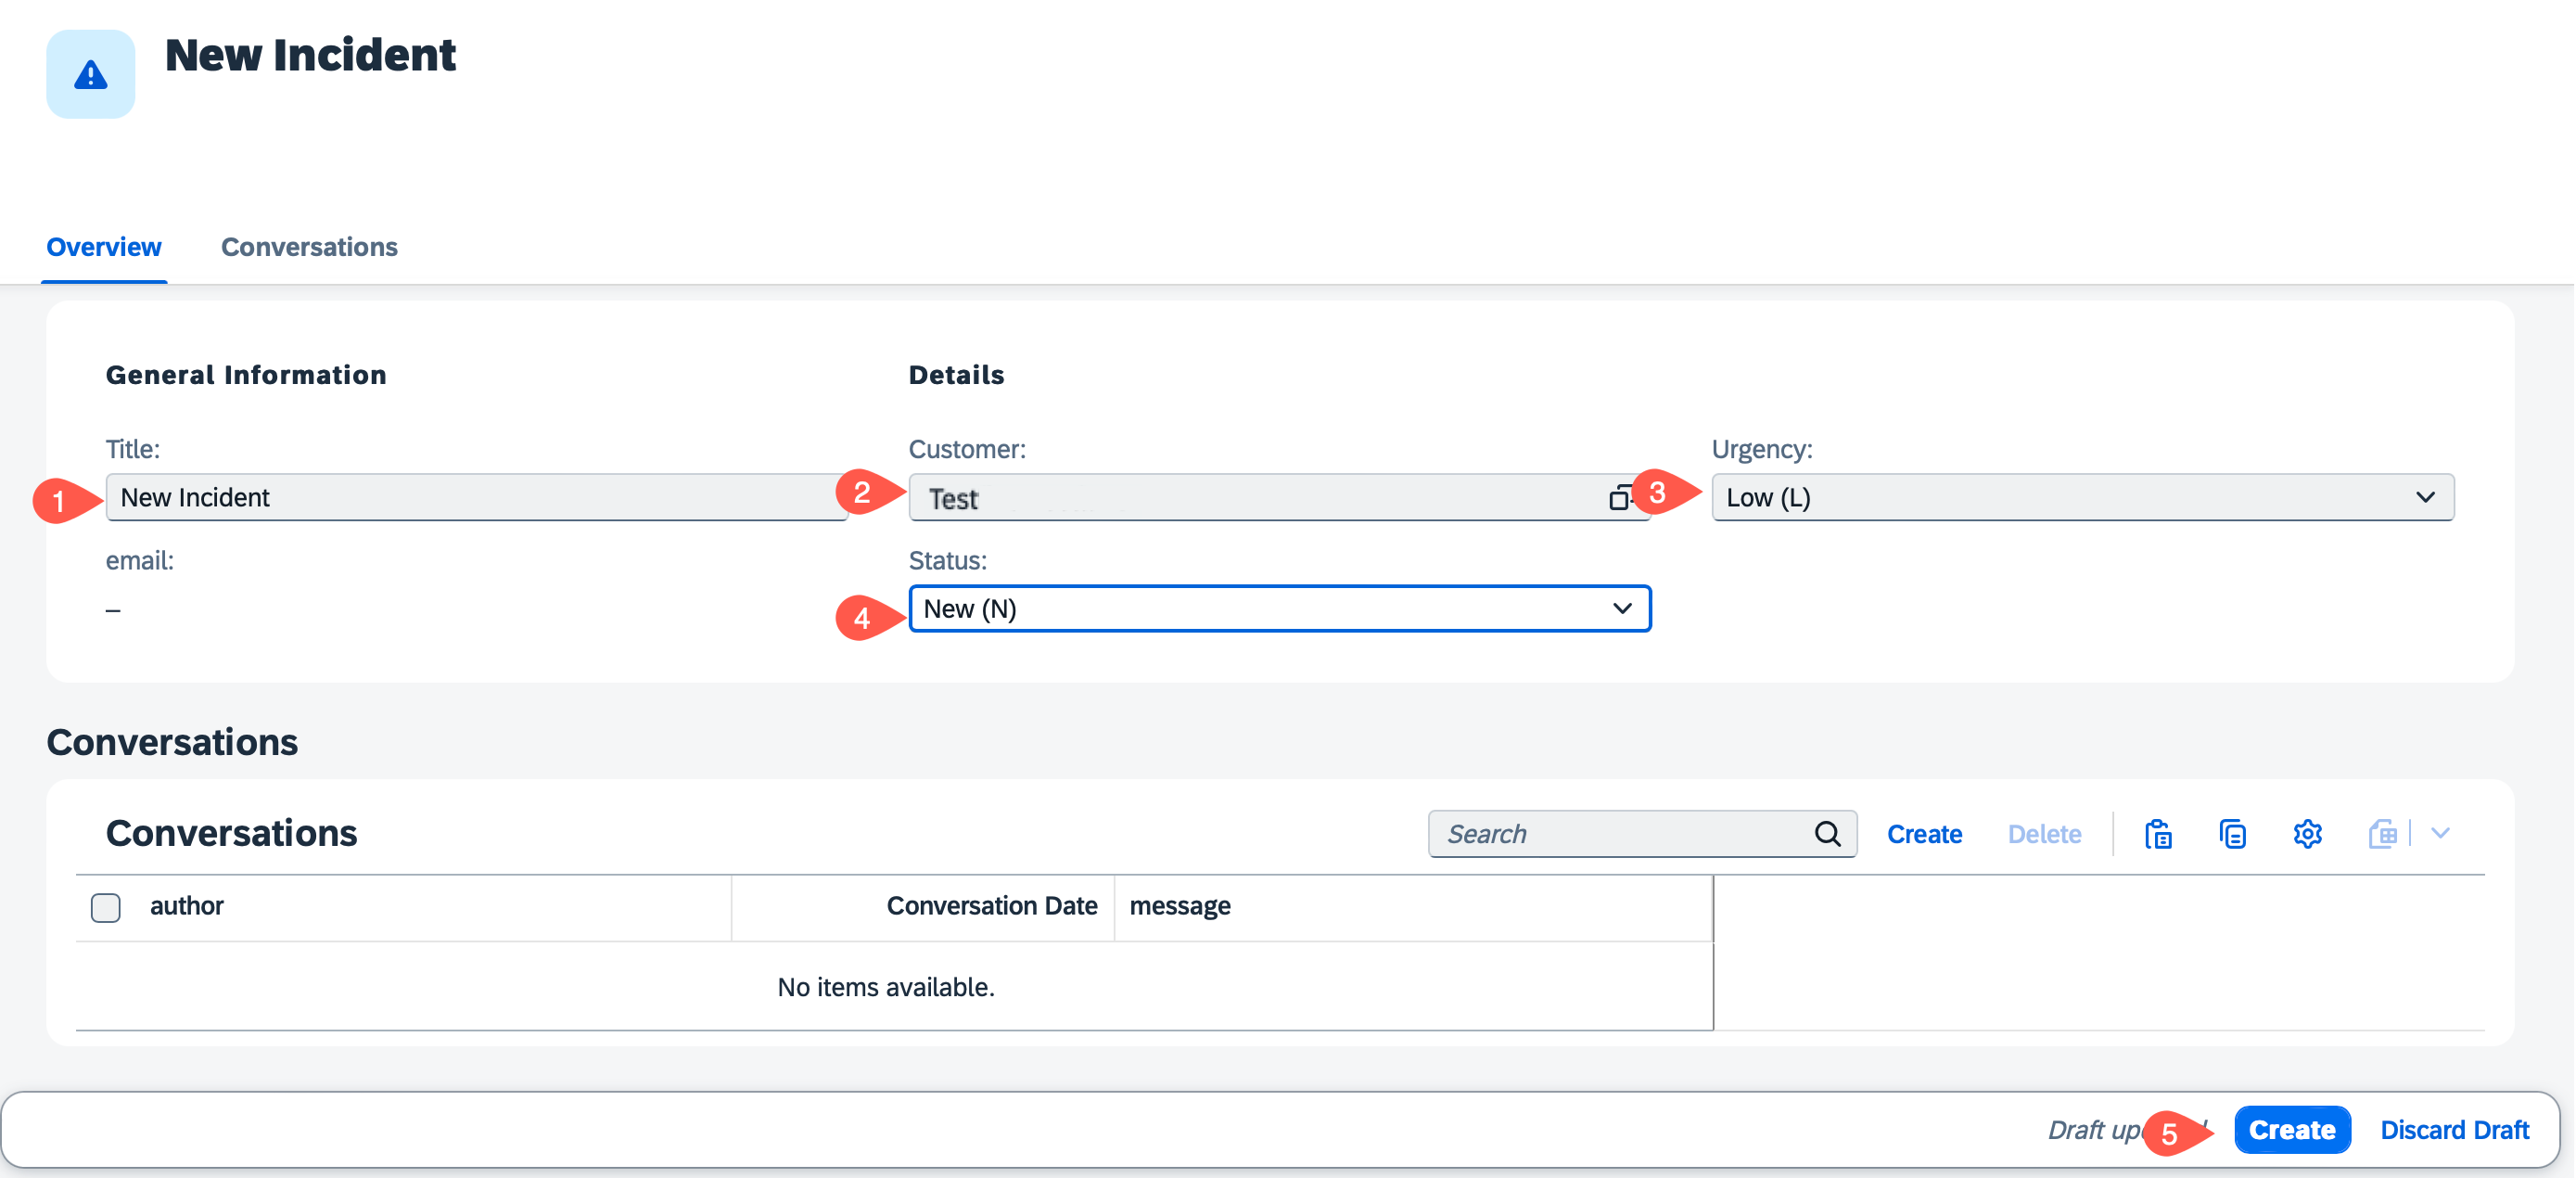 New Incident
Overview Conversations
General Information Details
Title: Customer: Urgency:
1 New Incident 2 Test 3 Low (L)
email: Status:
– 4 New (N)
Conversations
Conversations Search Create Delete
author Conversation Date message
No items available.
Draft 5 Create Discard Draft